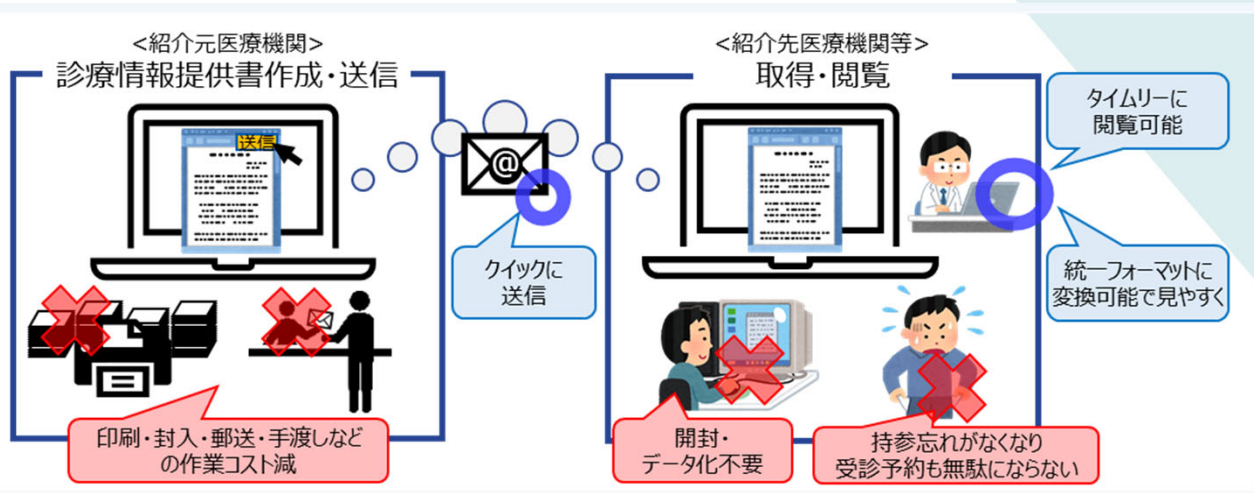 <紹介元医療機関>
診療情報提供書作成・送信
送信
@
クイックに
送信
印刷・封入・郵送・手渡しなど
の作業コスト減
<紹介先医療機関等>
取得・閲覧
タイムリーに
閲覧可能
統一フォーマットに
変換可能で見やすく
開封・
データ化不要
持参忘れがなくなり
受診予約も無駄にならない